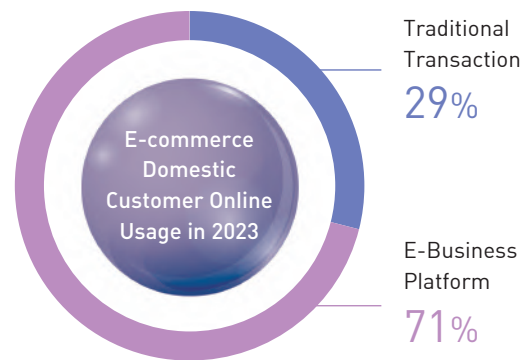 E-commerce
Domestic
Customer Online
Usage in 2023
Traditional
Transaction
29%
E-Business
Platform
71%